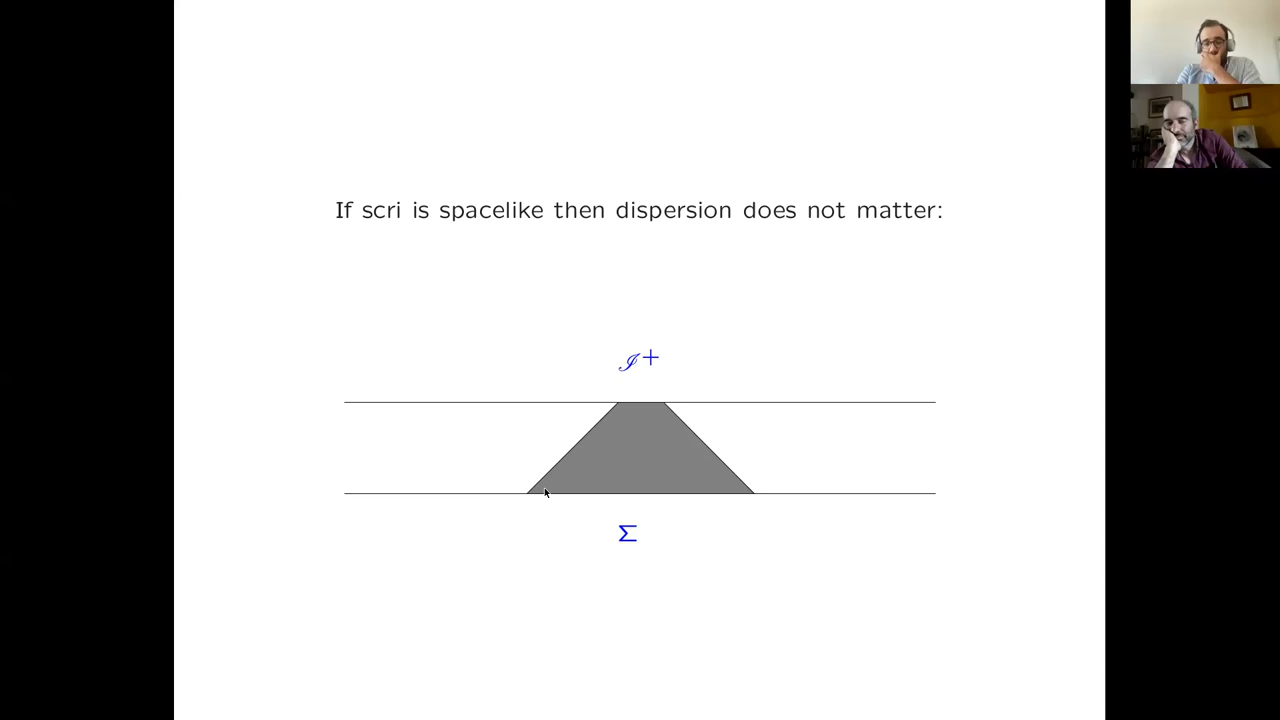 If scri is spacelike then dispersion does not matter:
ℐ+
Σ